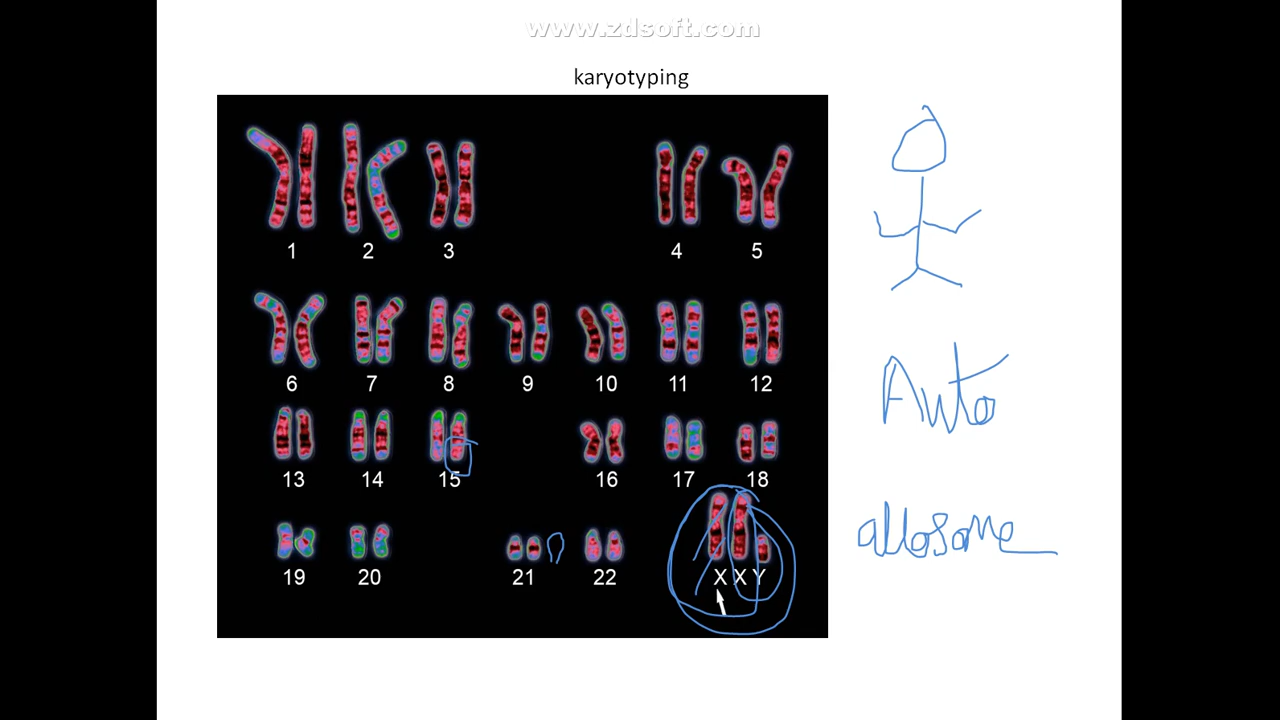 www.zdsoft.com
karyotyping
1 2 3 4 5
6 7 8 9 10 11 12
Auto
13 14 15 16 17 18
allosome
19 20 21 22 X X Y